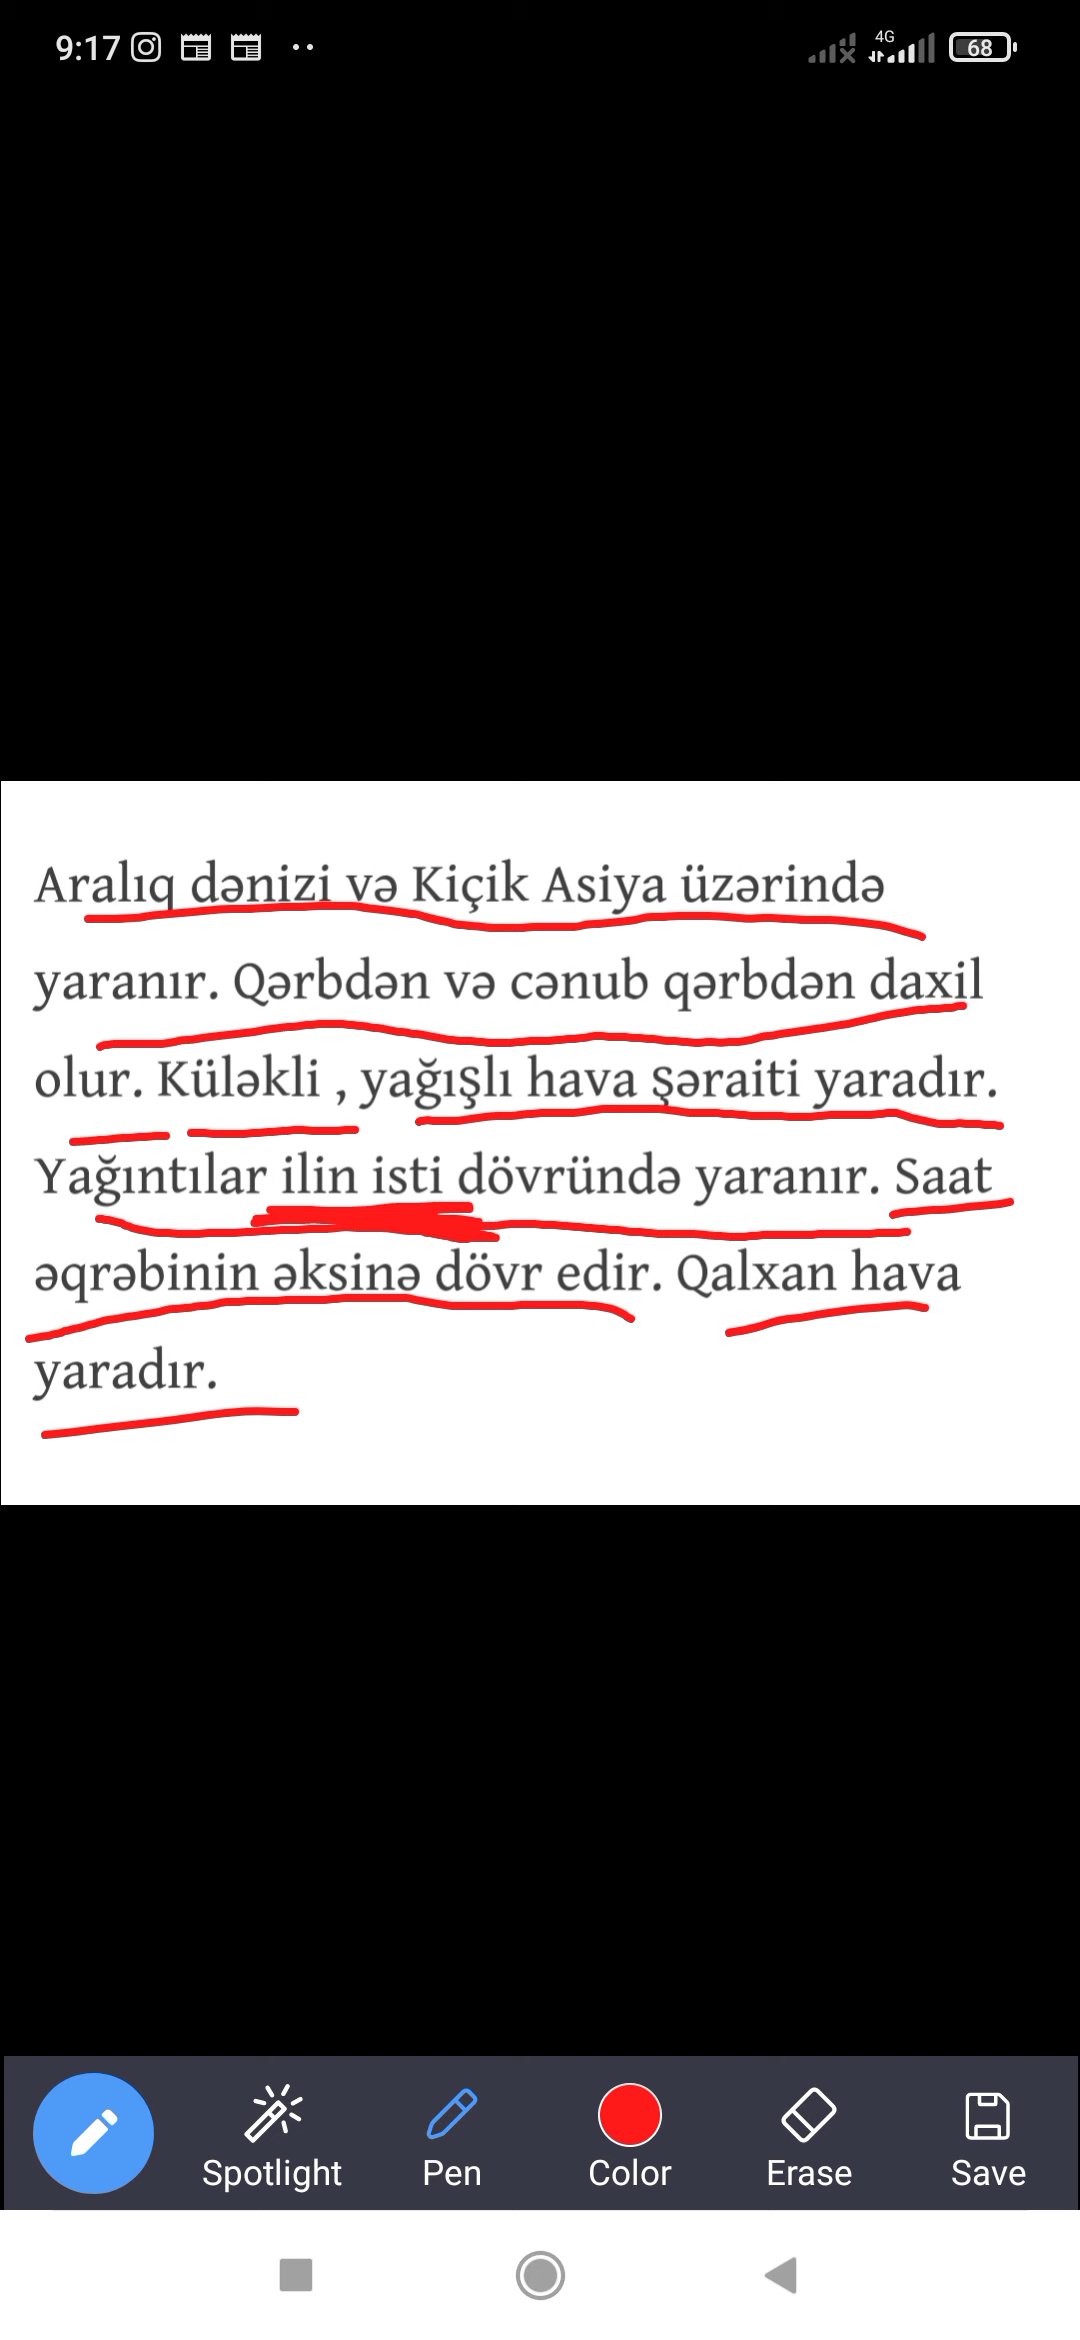 9:17
4G
68
Aralıq dənizi və Kiçik Asiya üzərində
yaranır. Qərbdən və cənub qərbdən daxil
olur. Küləkli , yağışlı hava şəraiti yaradır.
Yağıntılar ilin isti dövründə yaranır. Saat
əqrəbinin əksinə dövr edir. Qalxan hava
yaradır.
Spotlight Pen Color Erase Save